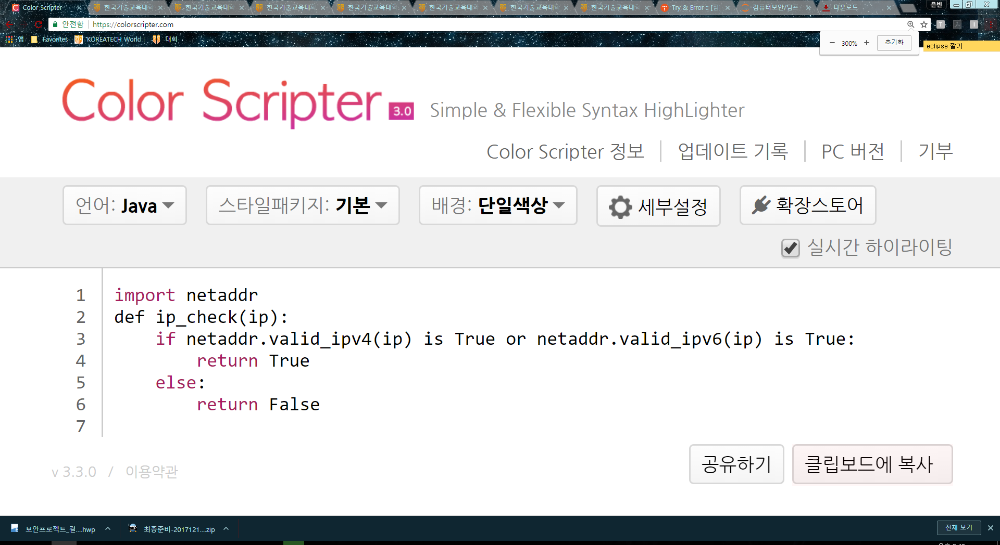 Color Scripter
한국기술교육대학
한국기술교육대학
한국기술교육대학
한국기술교육대학
한국기술교육대학
한국기술교육대학
한국기술교육대학
Try & Error :: [텀
컴퓨터보안/텀프
다운로드
은빈
안전함 https://colorscripter.com
앱 Favorites KOREATECH World 대회
− 300% + 초기화
eclipse 깔기
Color Scripter 3.0 Simple & Flexible Syntax HighLighter
Color Scripter 정보 | 업데이트 기록 | PC 버전 | 기부
언어: Java 스타일패키지: 기본 배경: 단일색상 세부설정 확장스토어
실시간 하이라이팅
1 import netaddr
2 def ip_check(ip):
3 if netaddr.valid_ipv4(ip) is True or netaddr.valid_ipv6(ip) is True:
4 return True
5 else:
6 return False
7
공유하기 클립보드에 복사
v 3.3.0 / 이용약관
보안프로젝트_결....hwp ZIP 최종준비-2017121....zip 전체 보기